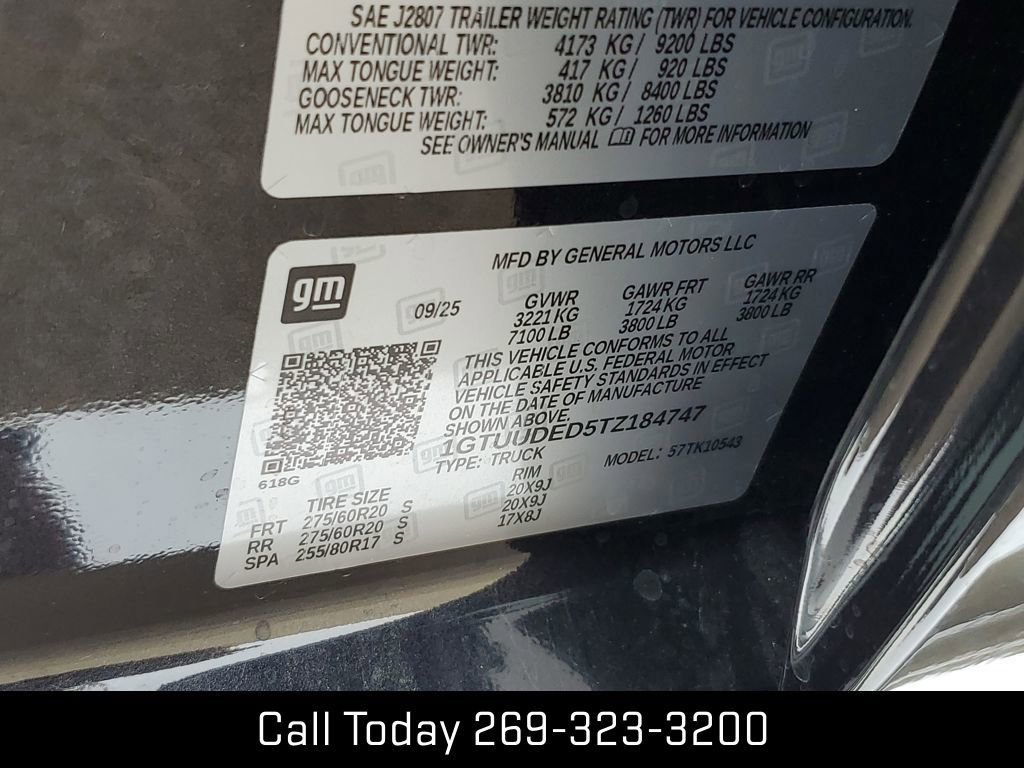 SAE J2807 TRAILER WEIGHT RATING (TWR) FOR VEHICLE CONFIGURATION.
CONVENTIONAL TWR: 4173 KG/ 9200 LBS
MAX TONGUE WEIGHT: 417 KG/ 920 LBS
GOOSENECK TWR: 3810 KG/ 8400 LBS
MAX TONGUE WEIGHT: 572 KG/ 1260 LBS
SEE OWNER'S MANUAL FOR MORE INFORMATION
gm
MFD BY GENERAL MOTORS LLC
09/25 GVWR GAWR FRT GAWR RR
3221 KG 1724 KG 1724 KG
7100 LB 3800 LB 3800 LB
THIS VEHICLE CONFORMS TO ALL
APPLICABLE U.S. FEDERAL MOTOR
VEHICLE SAFETY STANDARDS IN EFFECT
ON THE DATE OF MANUFACTURE
SHOWN ABOVE.
1GTUUDED5TZ184747
TYPE: TRUCK MODEL: 57TK10543
618G
TIRE SIZE RIM
FRT 275/60R20 S 20X9J
RR 275/60R20 S 20X9J
SPA 255/80R17 S 17X8J
Call Today 269-323-3200